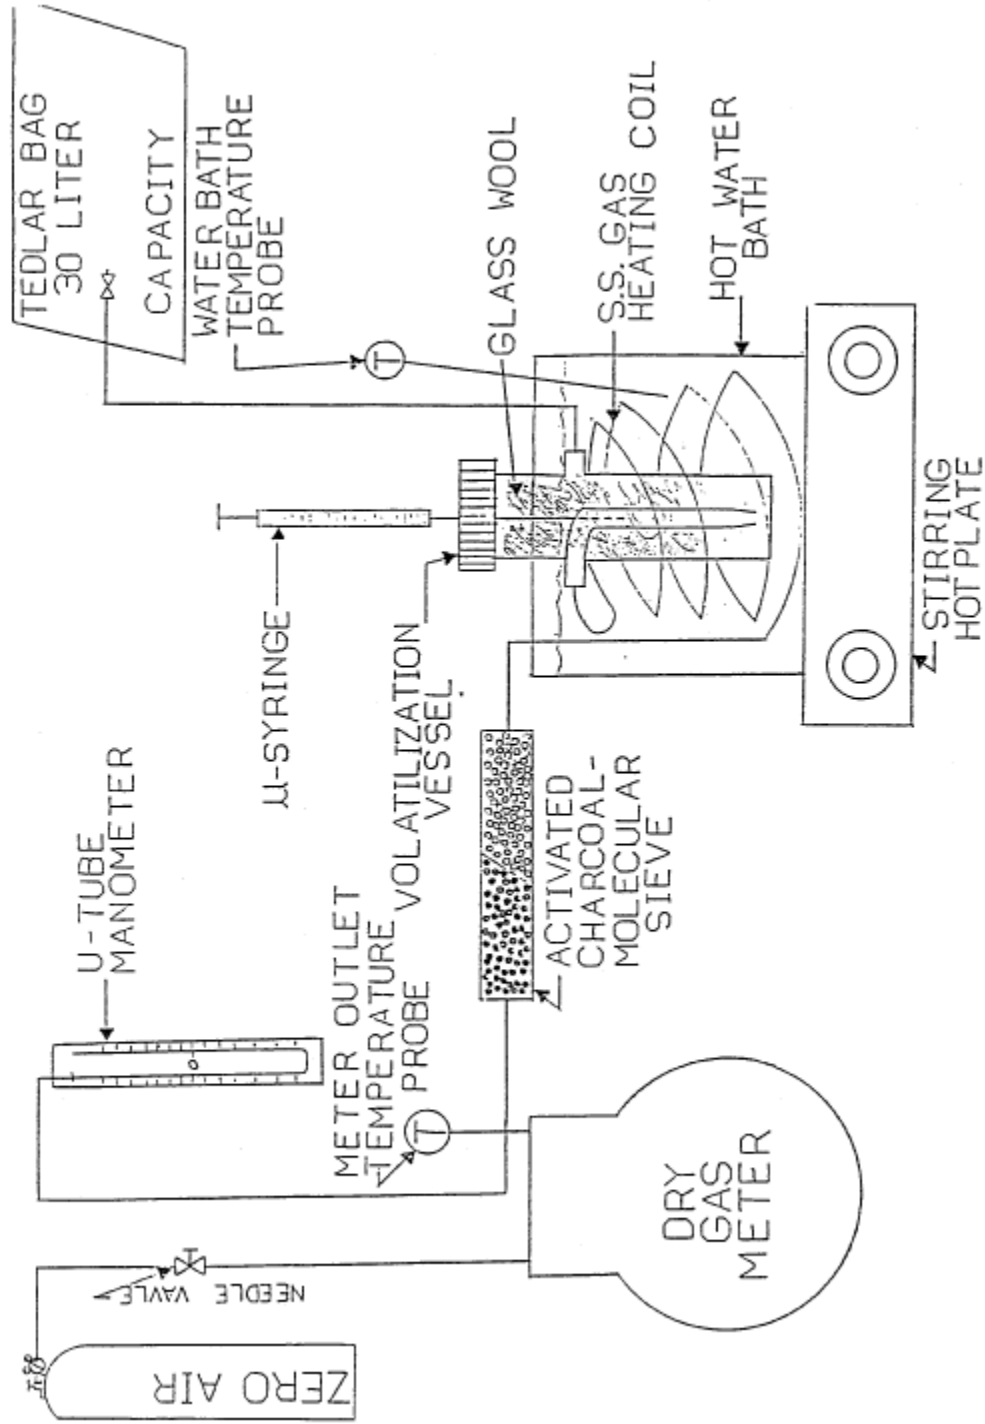 TEDLAR BAG
30 LITER
CAPACITY
WATER BATH
TEMPERATURE
PROBE
T
GLASS WOOL
S.S. GAS
HEATING COIL
HOT WATER
BATH
STIRRING
HOT PLATE
μ-SYRINGE
VOLATILIZATION
VESSEL
U-TUBE
MANOMETER
METER OUTLET
TEMPERATURE
PROBE
T
ACTIVATED
CHARCOAL-
MOLECULAR
SIEVE
DRY
GAS
METER
NEEDLE VAVLE
ZERO AIR